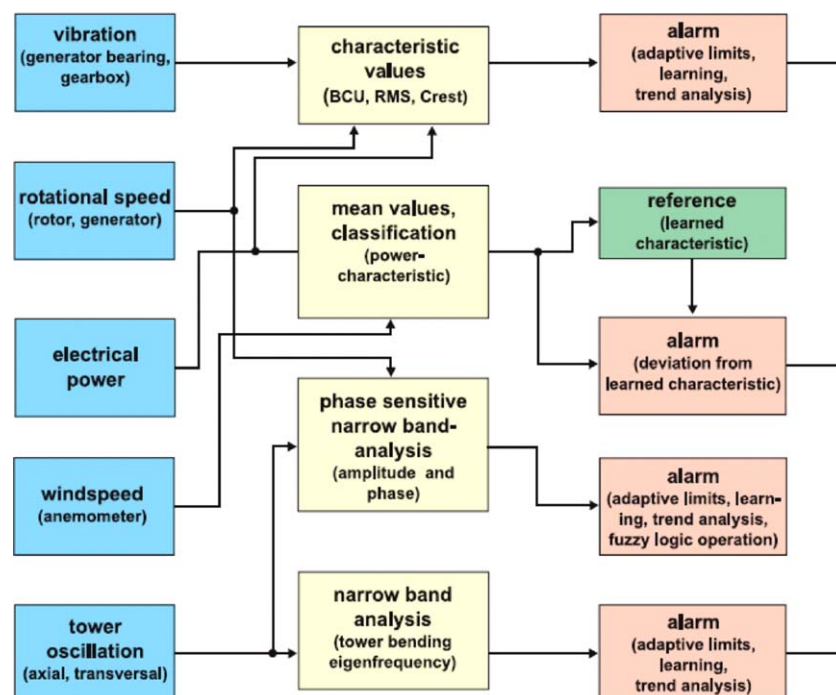 vibration
(generator bearing,
gearbox)
characteristic
values
(BCU, RMS, Crest)
alarm
(adaptive limits,
learning,
trend analysis)
rotational speed
(rotor, generator)
mean values,
classification
(power-
characteristic)
reference
(learned
characteristic)
electrical
power
alarm
(deviation from
learned characteristic)
phase sensitive
narrow band-
analysis
(amplitude and
phase)
windspeed
(anemometer)
alarm
(adaptive limits, learn-
ing, trend analysis,
fuzzy logic operation)
tower
oscillation
(axial, transversal)
narrow band
analysis
(tower bending
eigenfrequency)
alarm
(adaptive limits,
learning,
trend analysis)